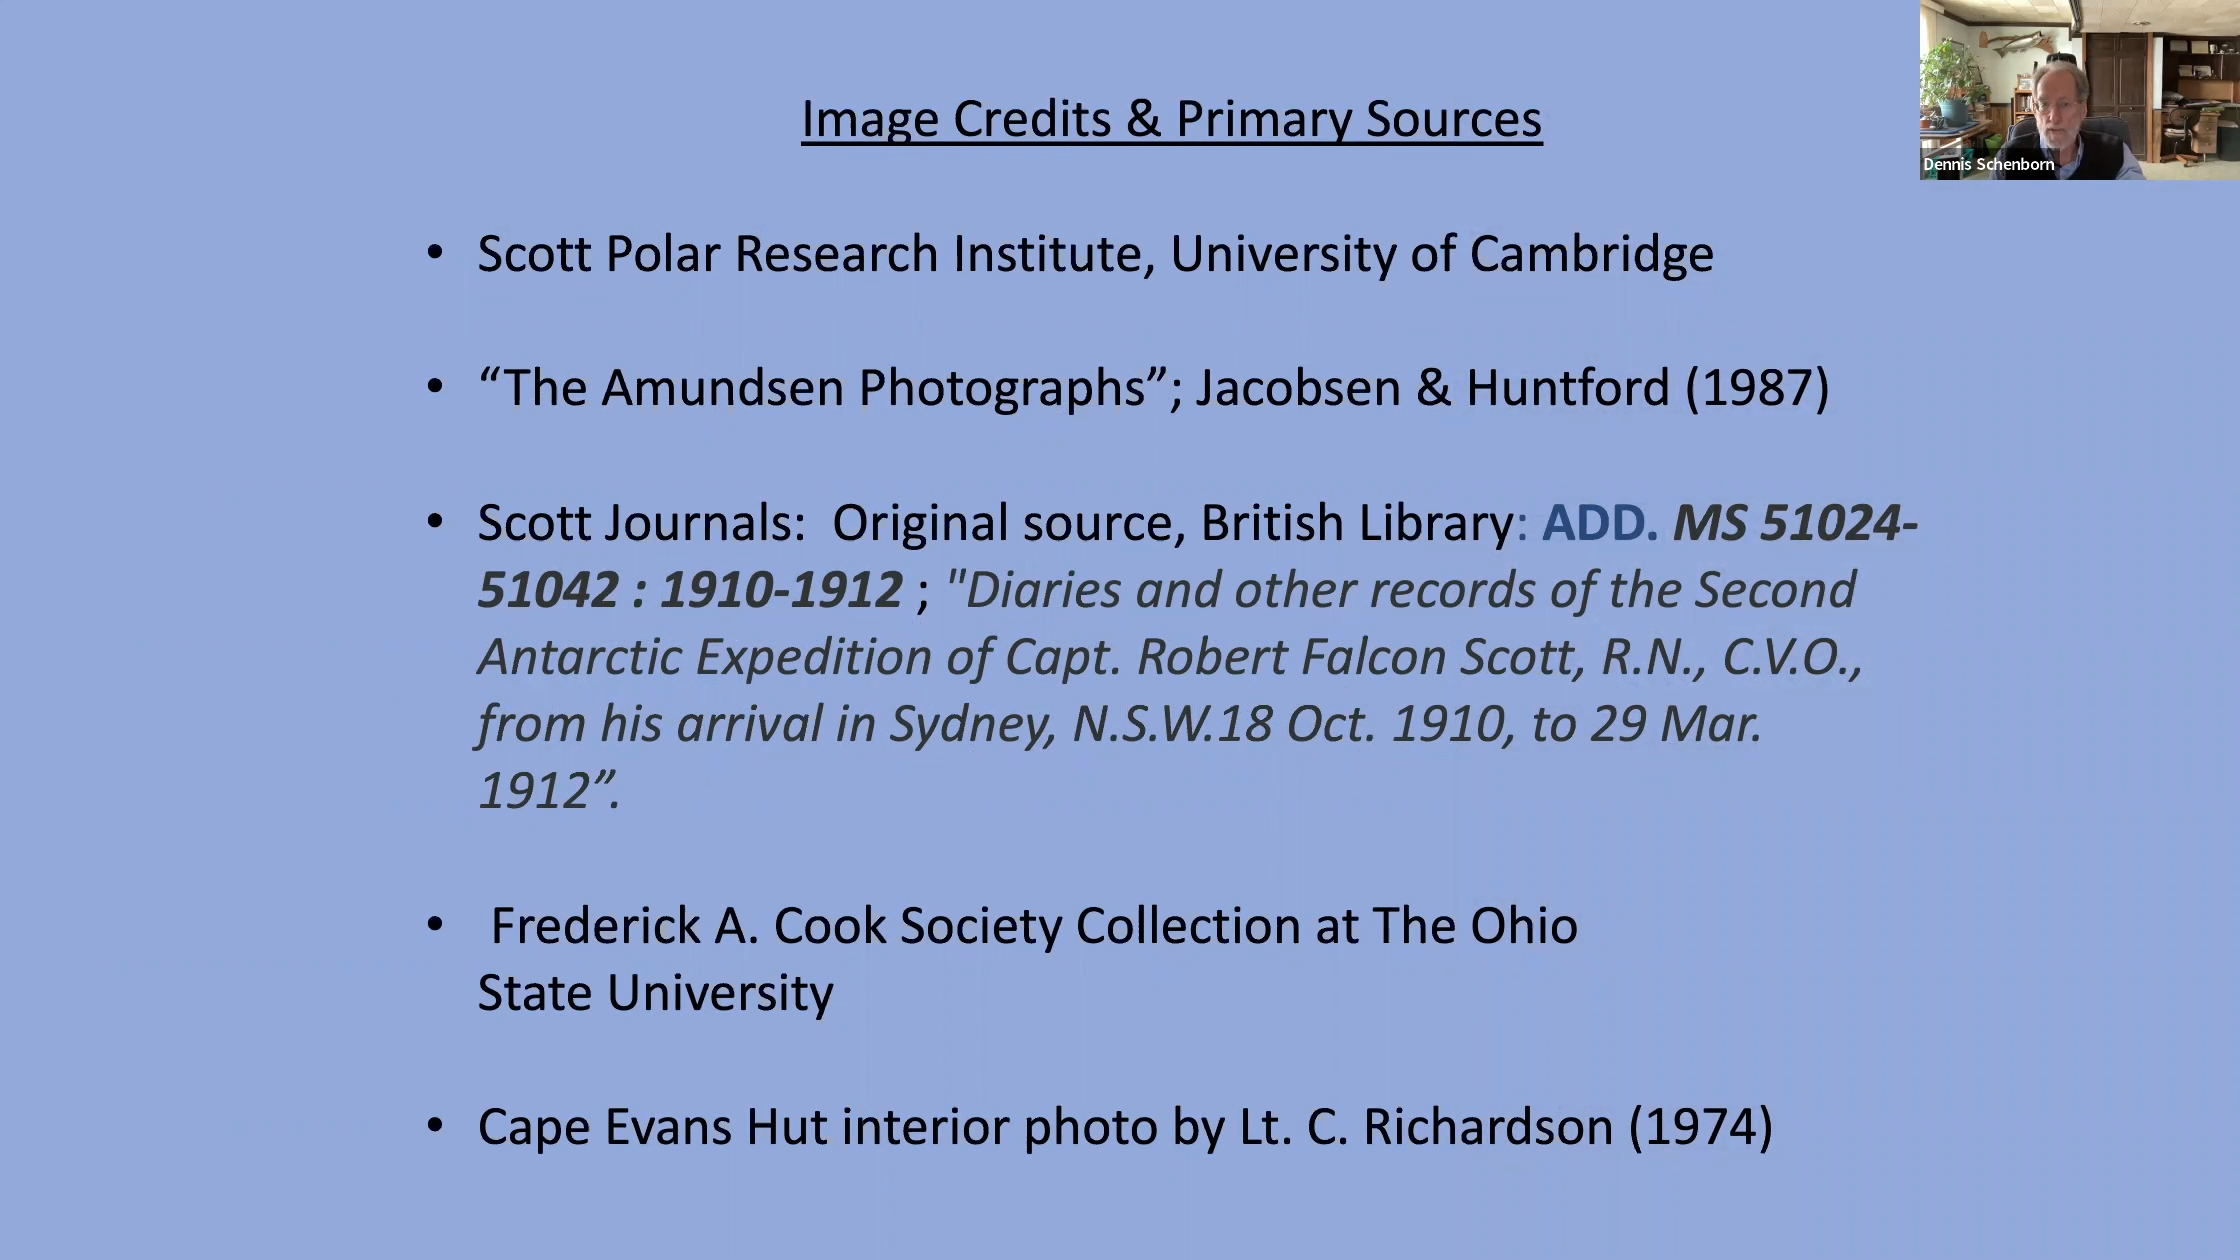 Image Credits & Primary Sources
Dennis Schenborn
• Scott Polar Research Institute, University of Cambridge
• “The Amundsen Photographs”; Jacobsen & Huntford (1987)
• Scott Journals:  Original source, British Library: ADD. MS 51024-
51042 : 1910-1912 ; "Diaries and other records of the Second
Antarctic Expedition of Capt. Robert Falcon Scott, R.N., C.V.O.,
from his arrival in Sydney, N.S.W.18 Oct. 1910, to 29 Mar.
1912”.
• Frederick A. Cook Society Collection at The Ohio
State University
• Cape Evans Hut interior photo by Lt. C. Richardson (1974)